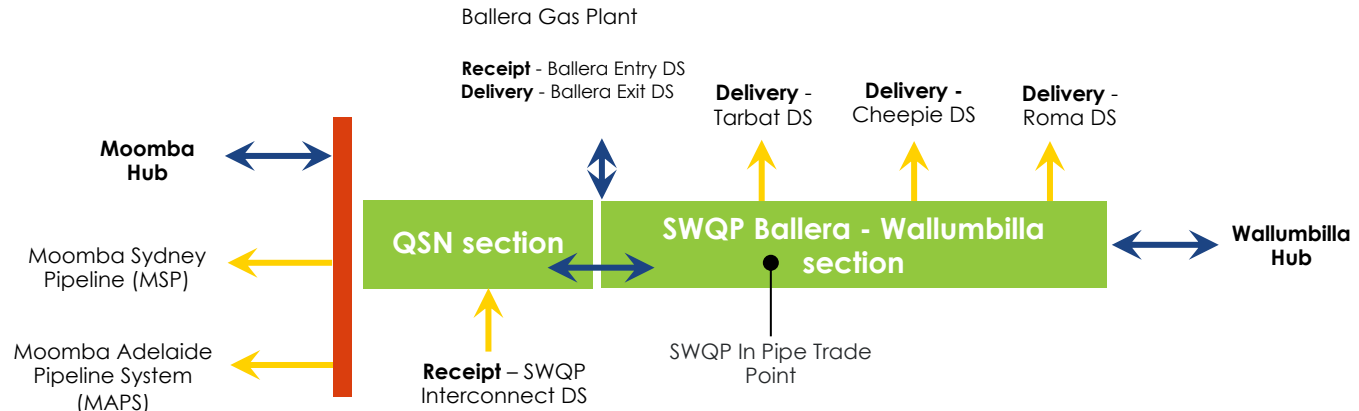 Ballera Gas Plant
Receipt - Ballera Entry DS
Delivery - Ballera Exit DS
Delivery -
Tarbat DS
Delivery -
Cheepie DS
Delivery -
Roma DS
Moomba
Hub
QSN section
SWQP Ballera - Wallumbilla
section
Wallumbilla
Hub
Moomba Sydney
Pipeline (MSP)
Moomba Adelaide
Pipeline System
(MAPS)
Receipt – SWQP
Interconnect DS
SWQP In Pipe Trade
Point